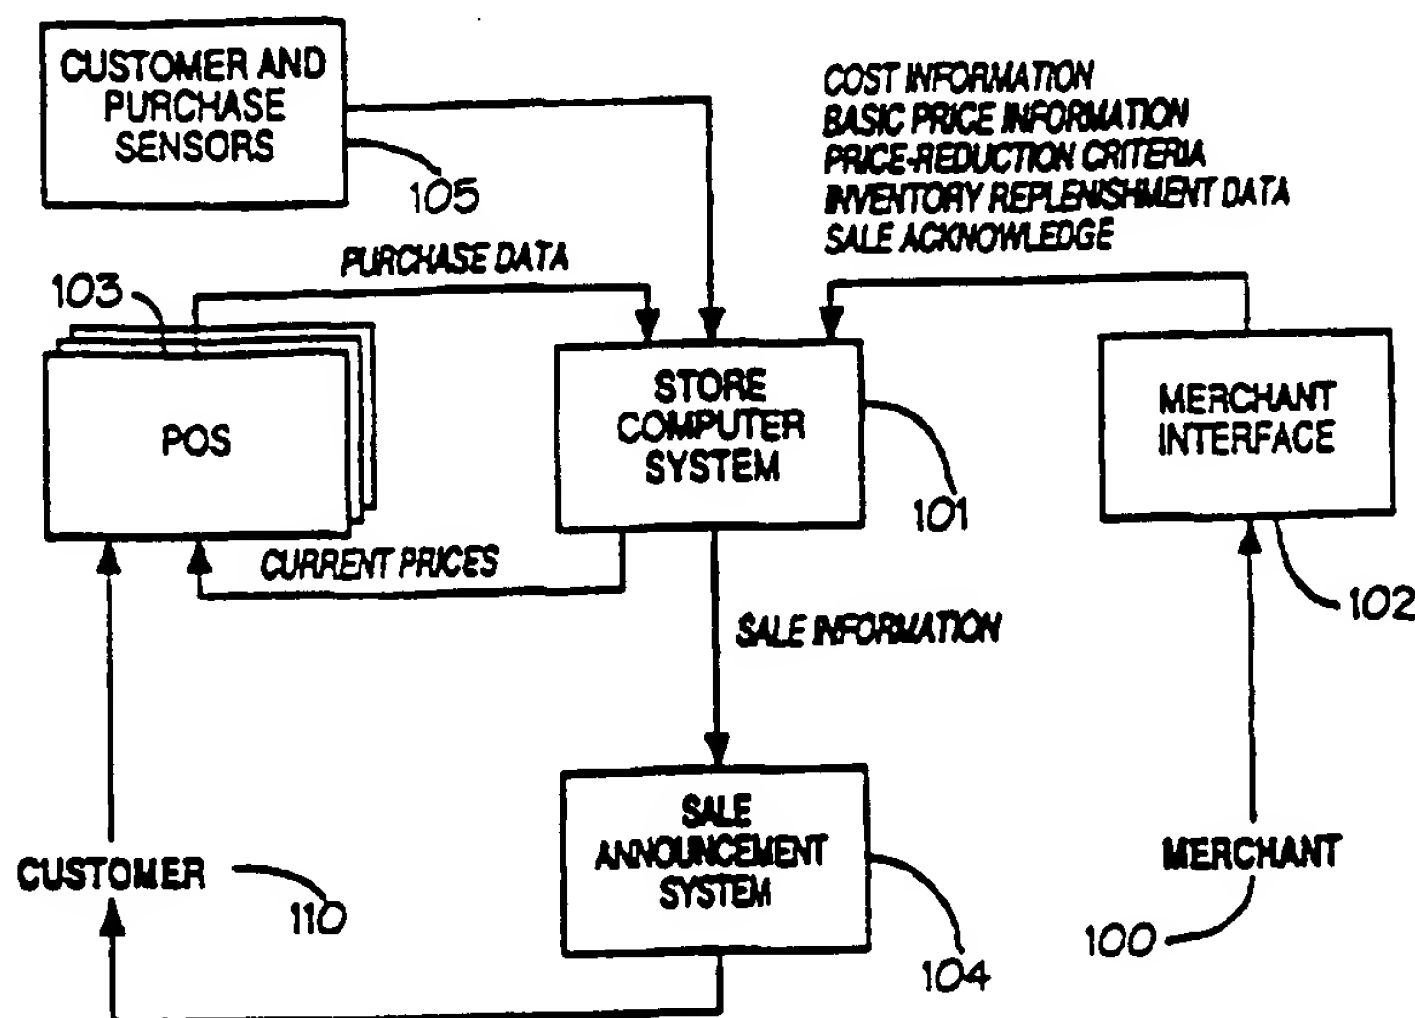 CUSTOMER AND
PURCHASE
SENSORS
105
COST INFORMATION
BASIC PRICE INFORMATION
PRICE-REDUCTION CRITERIA
INVENTORY REPLENISHMENT DATA
SALE ACKNOWLEDGE
PURCHASE DATA
103
POS
STORE
COMPUTER
SYSTEM
101
MERCHANT
INTERFACE
102
CURRENT PRICES
SALE INFORMATION
SALE
ANNOUNCEMENT
SYSTEM
104
CUSTOMER
110
MERCHANT
100